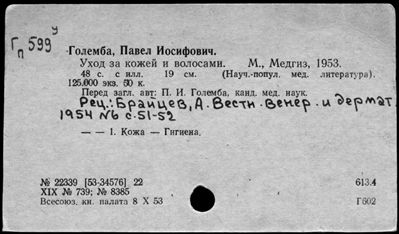 Гп 599 у
Големба, Павел Иосифович.
Уход за кожей и волосами. М., Медгиз, 1953.
48 с. с илл. 19 см. (Науч.-попул. мед. литература).
125.000 экз. 50 к.
Перед загл. авт: П. И. Големба, канд. мед. наук.
Рец.: Брайцев, А. Вестн. венер. и дермат.
1954 №6 с. 51-52
— — 1. Кожа — Гигиена.
№ 22339 [53-34576] 22 613.4
XIX № 739; № 8385
Всесоюз. кн. палата 8 X 53 Г602